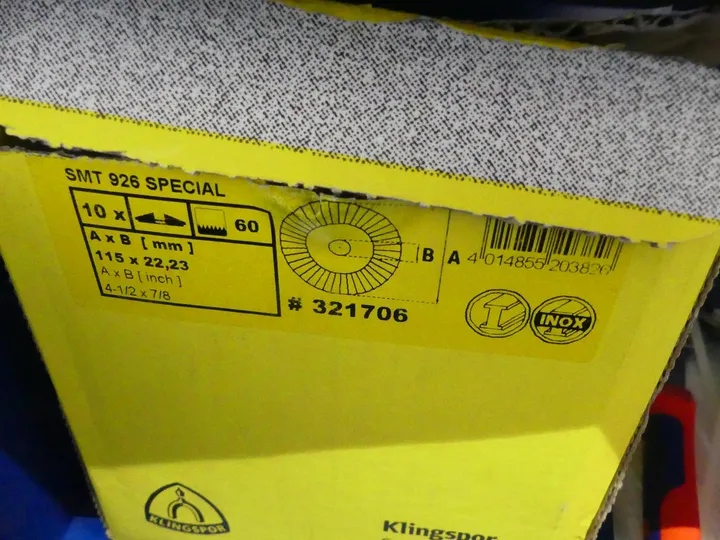 SMT 926 SPECIAL
10 x
60
A x B [ mm ]
115 x 22,23
A x B [ inch ]
4-1/2 x 7/8
B A
# 321706
4 014855 203826
INOX
KLINGSPOR
Klingspor